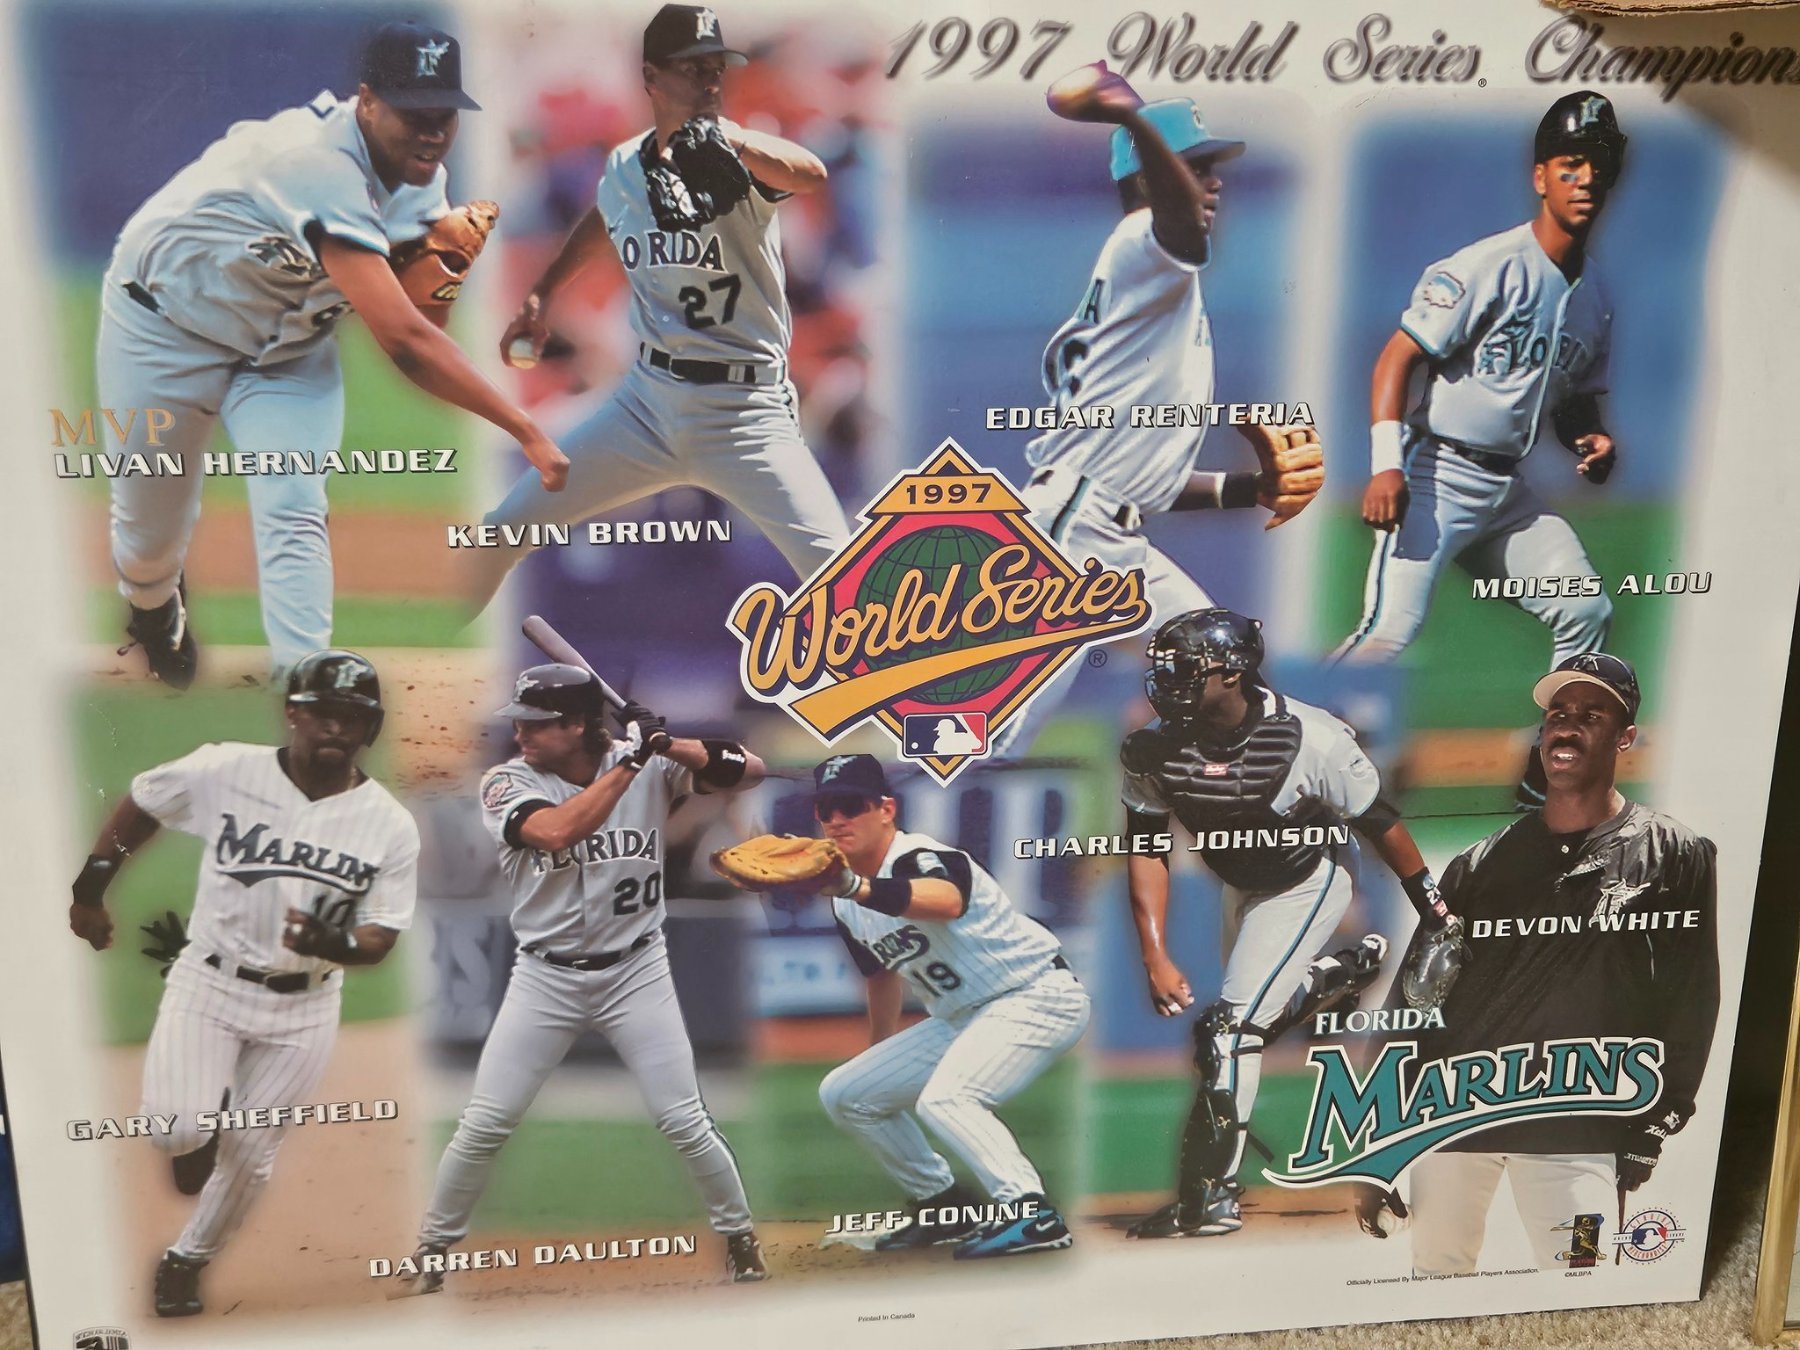 1997 World Series® Champions
MVP
LIVAN HERNANDEZ
FLORIDA
27
KEVIN BROWN
EDGAR RENTERIA
MOISES ALOU
1997
World Series
®
MARLINS
10
GARY SHEFFIELD
FLORIDA
20
DARREN DAULTON
19
JEFF CONINE
CHARLES JOHNSON
DEVON WHITE
FLORIDA
MARLINS
Officially Licensed By Major League Baseball Players Association.
©MLBPA
Printed In Canada